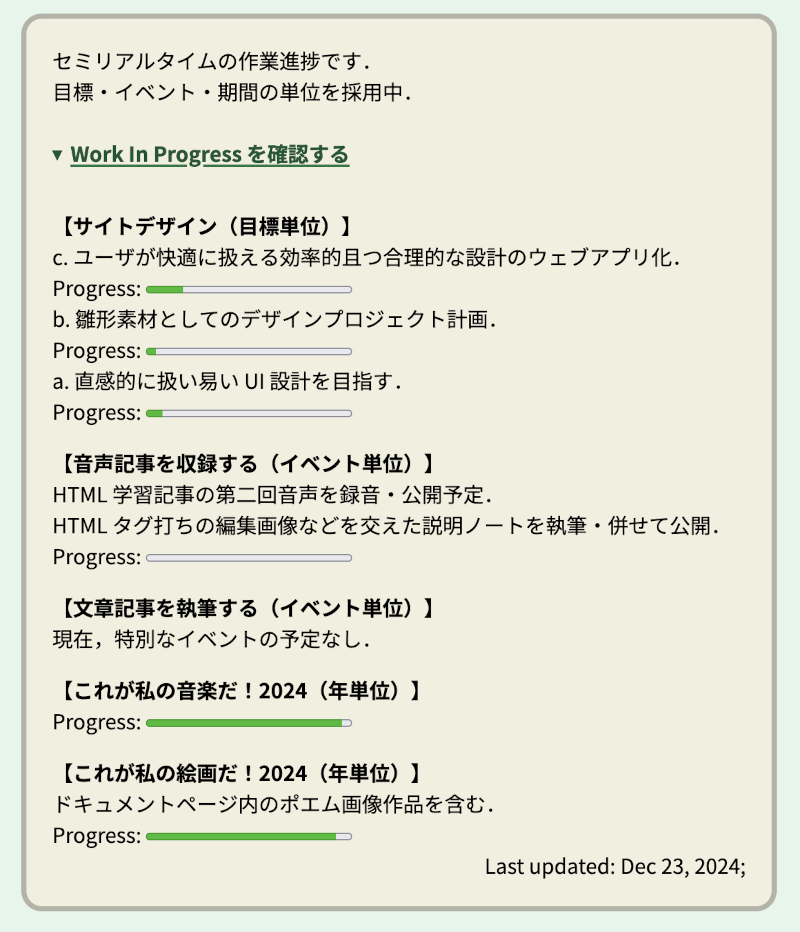 セミリアルタイムの作業進捗です．
目標・イベント・期間の単位を採用中．
▼ Work In Progress を確認する
【サイトデザイン（目標単位）】
c. ユーザが快適に扱える効率的且つ合理的な設計のウェブアプリ化．
Progress:
b. 雛形素材としてのデザインプロジェクト計画．
Progress:
a. 直感的に扱い易い UI 設計を目指す．
Progress:
【音声記事を収録する（イベント単位）】
HTML 学習記事の第二回音声を録音・公開予定．
HTML タグ打ちの編集画像などを交えた説明ノートを執筆・併せて公開．
Progress:
【文章記事を執筆する（イベント単位）】
現在，特別なイベントの予定なし．
【これが私の音楽だ！2024（年単位）】
Progress:
【これが私の絵画だ！2024（年単位）】
ドキュメントページ内のポエム画像作品を含む．
Progress:
Last updated: Dec 23, 2024;